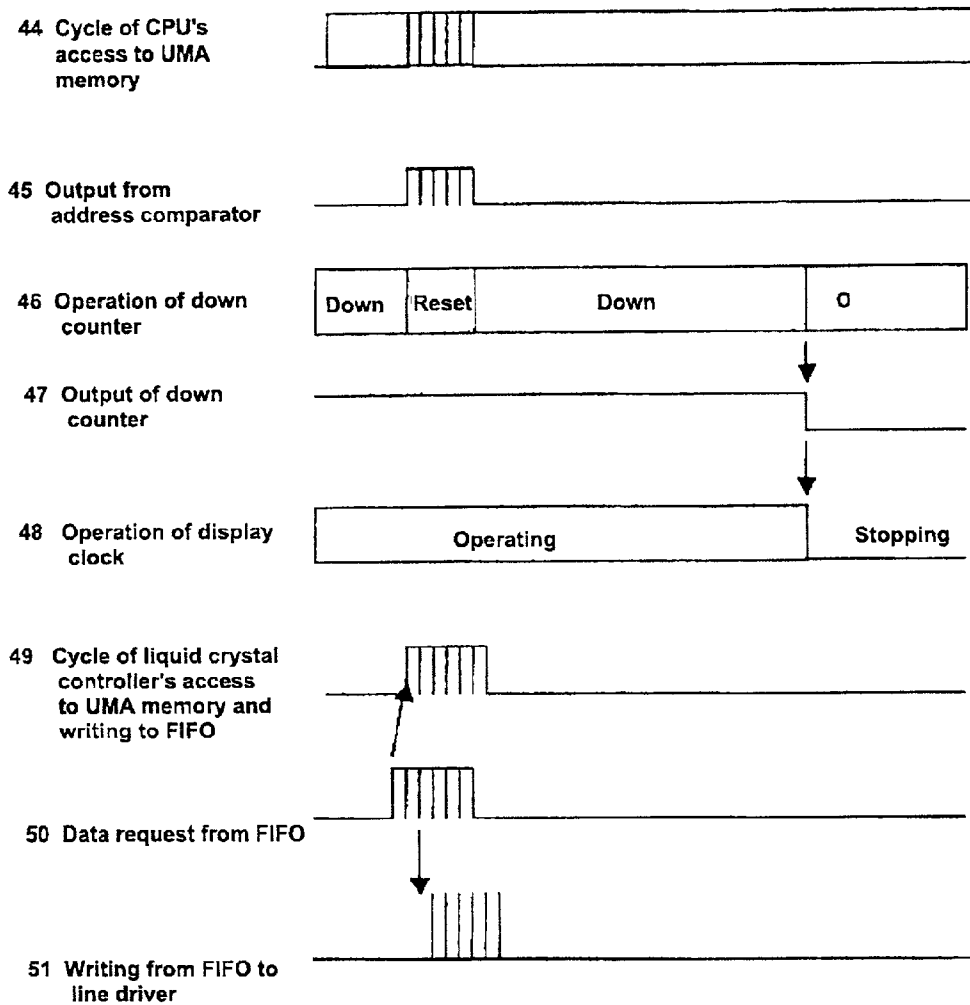 44 Cycle of CPU's
access to UMA
memory
45 Output from
address comparator
46 Operation of down
counter
Down Reset Down O
47 Output of down
counter
48 Operation of display
clock
Operating Stopping
49 Cycle of liquid crystal
controller's access
to UMA memory and
writing to FIFO
50 Data request from FIFO
51 Writing from FIFO to
line driver